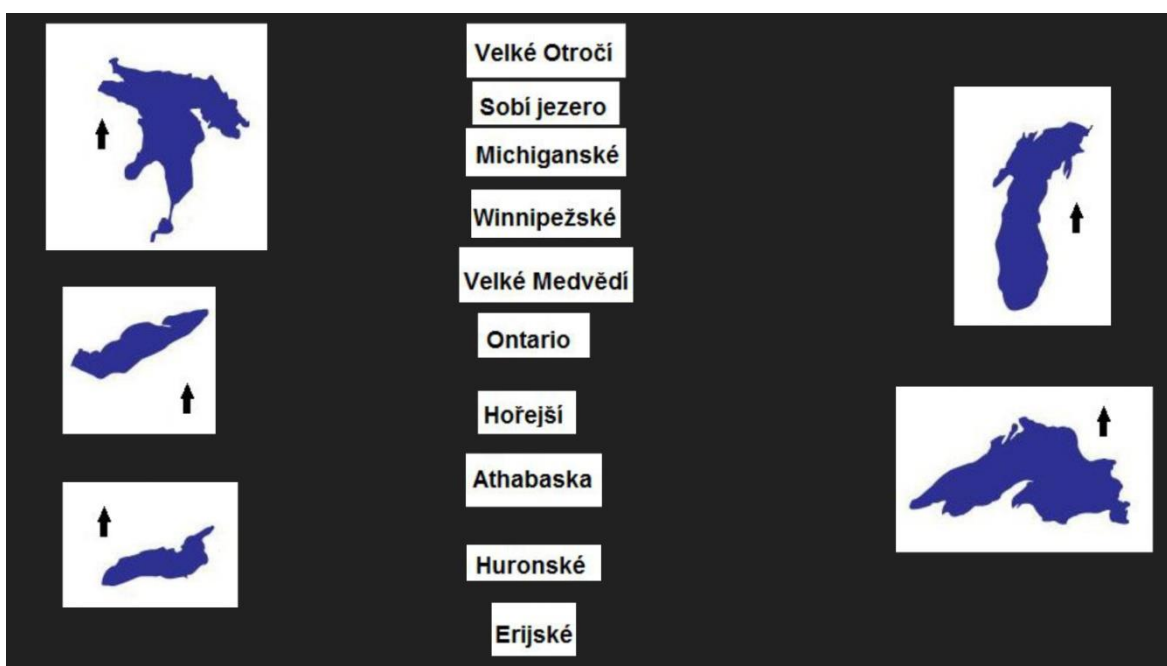 Velké Otročí
Sobí jezero
Michiganské
Winnipežské
Velké Medvědí
Ontario
Hořejší
Athabaska
Huronské
Erijské